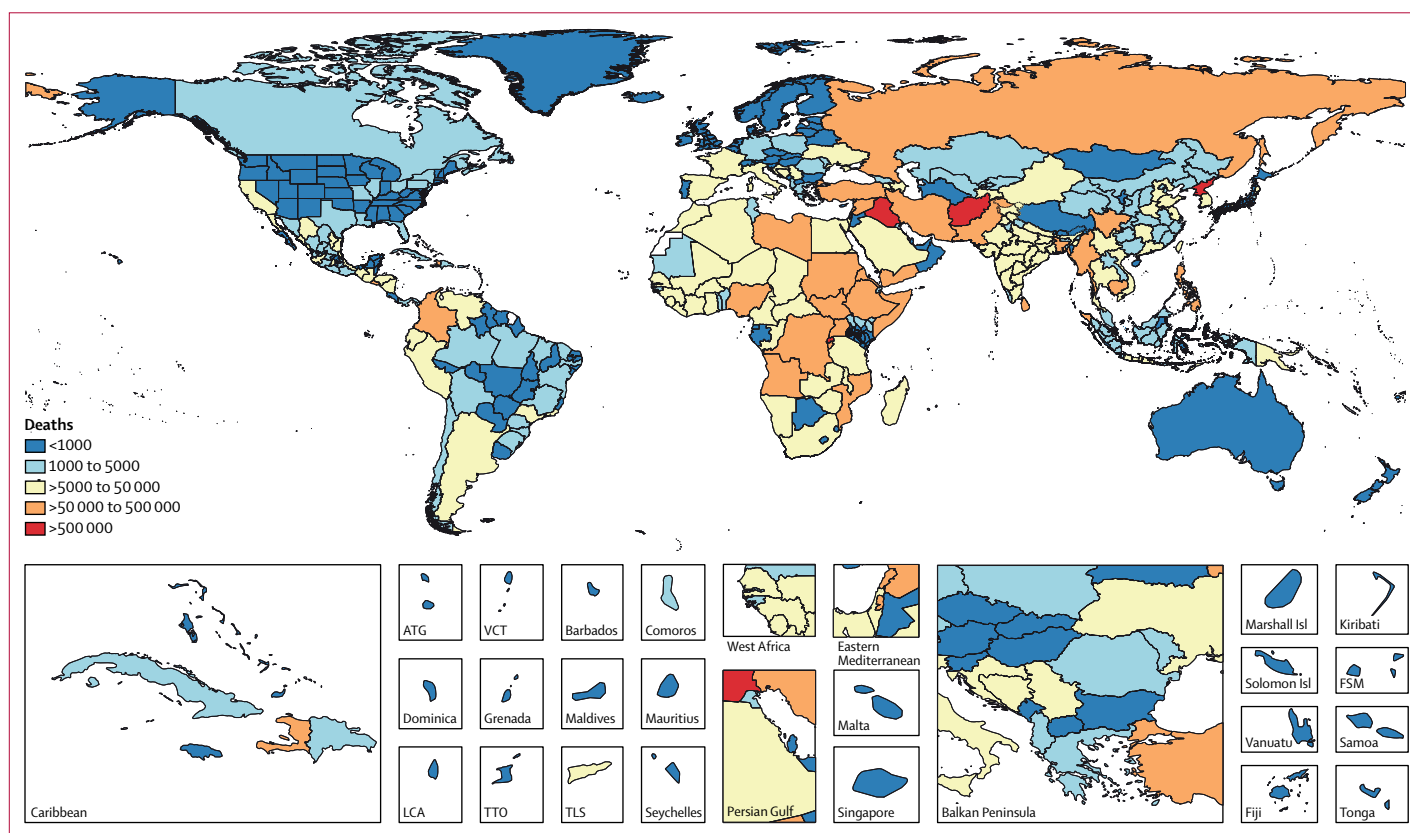 Deaths
<1000
1000 to 5000
>5000 to 50 000
>50 000 to 500 000
>500 000
Caribbean
ATG
VCT
Barbados
Comoros
Dominica
Grenada
Maldives
Mauritius
LCA
TTO
TLS
Seychelles
West Africa
Eastern
Mediterranean
Persian Gulf
Malta
Singapore
Balkan Peninsula
Marshall Isl
Kiribati
Solomon Isl
FSM
Vanuatu
Samoa
Fiji
Tonga